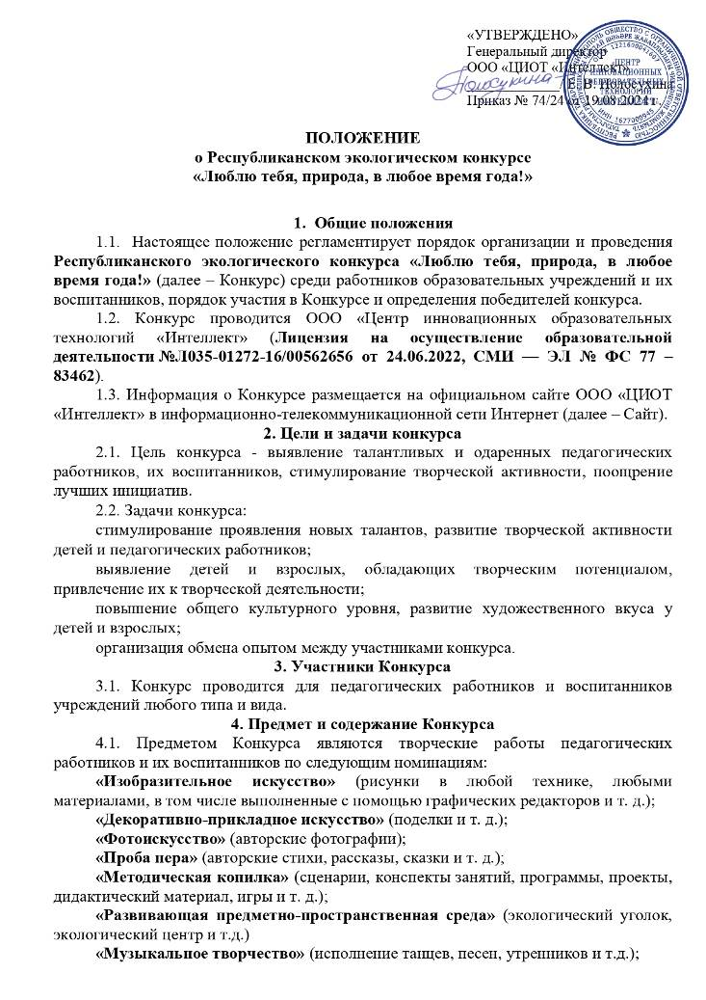 «УТВЕРЖДЕНО»
Генеральный директор
ООО «ЦИОТ «Интеллект»
Е. В. Полосухина
Приказ № 74/24 от 19.08.2024 г.
ПОЛОЖЕНИЕ
о Республиканском экологическом конкурсе
«Люблю тебя, природа, в любое время года!»
1. Общие положения
1.1. Настоящее положение регламентирует порядок организации и проведения
Республиканского экологического конкурса «Люблю тебя, природа, в любое
время года!» (далее – Конкурс) среди работников образовательных учреждений и их
воспитанников, порядок участия в Конкурсе и определения победителей конкурса.
1.2. Конкурс проводится ООО «Центр инновационных образовательных
технологий «Интеллект» (Лицензия на осуществление образовательной
деятельности №Л035-01272-16/00562656 от 24.06.2022, СМИ — ЭЛ № ФС 77 –
83462).
1.3. Информация о Конкурсе размещается на официальном сайте ООО «ЦИОТ
«Интеллект» в информационно-телекоммуникационной сети Интернет (далее – Сайт).
2. Цели и задачи конкурса
2.1. Цель конкурса - выявление талантливых и одаренных педагогических
работников, их воспитанников, стимулирование творческой активности, поощрение
лучших инициатив.
2.2. Задачи конкурса:
стимулирование проявления новых талантов, развитие творческой активности
детей и педагогических работников;
выявление детей и взрослых, обладающих творческим потенциалом,
привлечение их к творческой деятельности;
повышение общего культурного уровня, развитие художественного вкуса у
детей и взрослых;
организация обмена опытом между участниками конкурса.
3. Участники Конкурса
3.1. Конкурс проводится для педагогических работников и воспитанников
учреждений любого типа и вида.
4. Предмет и содержание Конкурса
4.1. Предметом Конкурса являются творческие работы педагогических
работников и их воспитанников по следующим номинациям:
«Изобразительное искусство» (рисунки в любой технике, любыми
материалами, в том числе выполненные с помощью графических редакторов и т. д.);
«Декоративно-прикладное искусство» (поделки и т. д.);
«Фотоискусство» (авторские фотографии);
«Проба пера» (авторские стихи, рассказы, сказки и т. д.);
«Методическая копилка» (сценарии, конспекты занятий, программы, проекты,
дидактический материал, игры и т. д.);
«Развивающая предметно-пространственная среда» (экологический уголок,
экологический центр и т.д.)
«Музыкальное творчество» (исполнение танцев, песен, утренников и т.д.);